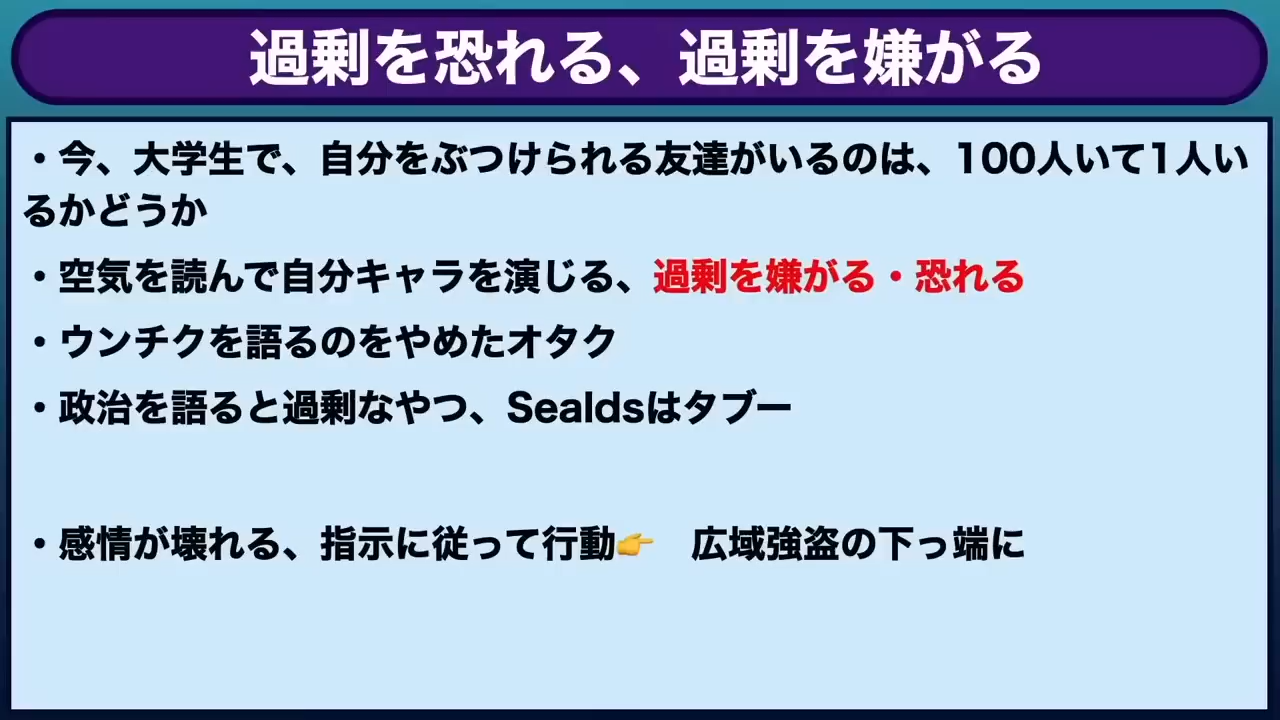 過剰を恐れる、過剰を嫌がる
・今、大学生で、自分をぶつけられる友達がいるのは、100人いて1人い
るかどうか
・空気を読んで自分キャラを演じる、過剰を嫌がる・恐れる
・ウンチクを語るのをやめたオタク
・政治を語ると過剰なやつ、Sealdsはタブー
・感情が壊れる、指示に従って行動👉　広域強盗の下っ端に